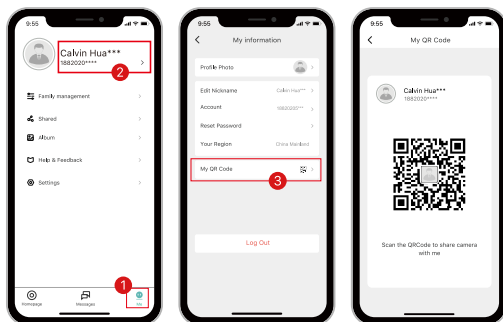 9:55
Calvin Hua***
1882020****
2
Family management
Shared
Album
Help & Feedback
Settings
1
Homepage
Messages
Me
9:55
My information
Profile Photo
Edit Nickname
Calvin Hua***
Account
1882020****
Reset Password
Your Region
China Mainland
My QR Code
3
Log Out
9:55
My QR Code
Calvin Hua***
1882020****
Scan the QRCode to share camera
with me